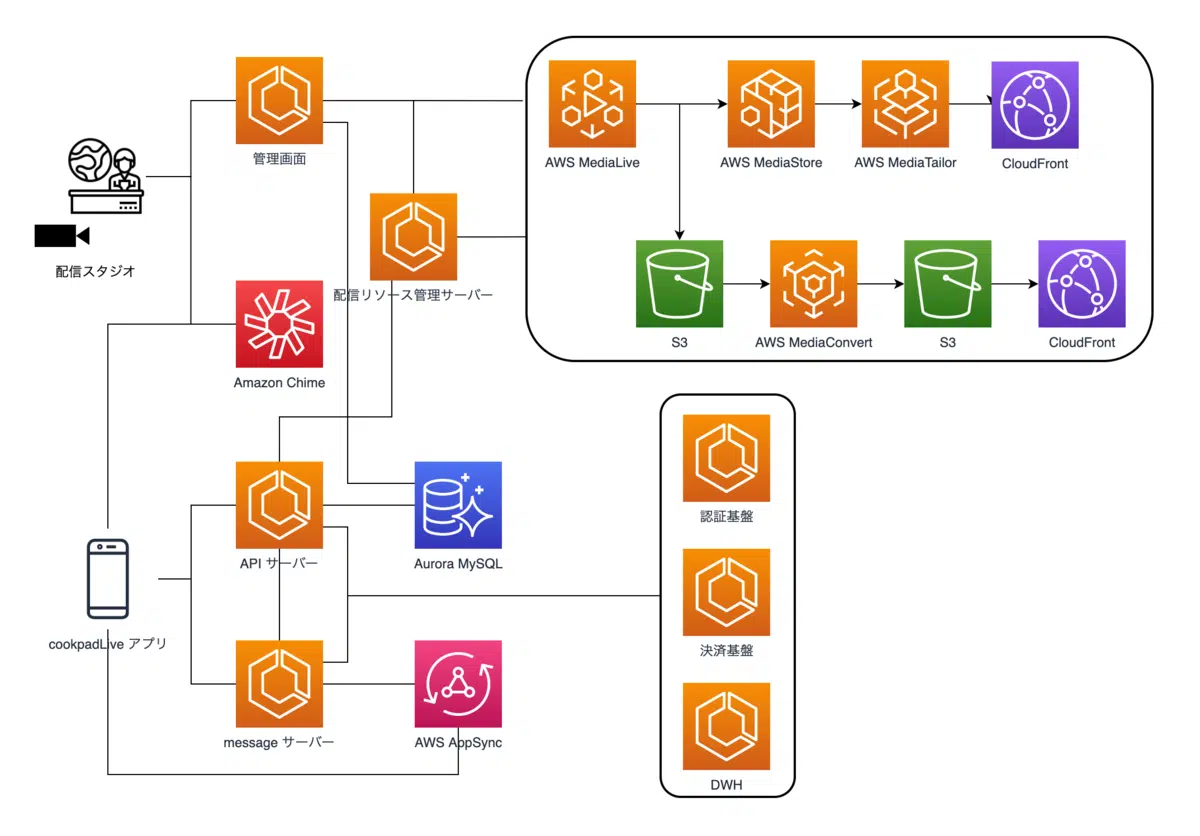 管理画面
AWS MediaLive
AWS MediaStore
AWS MediaTailor
CloudFront
配信スタジオ
配信リソース管理サーバー
S3
AWS MediaConvert
S3
CloudFront
Amazon Chime
認証基盤
API サーバー
Aurora MySQL
cookpadLive アプリ
決済基盤
message サーバー
AWS AppSync
DWH